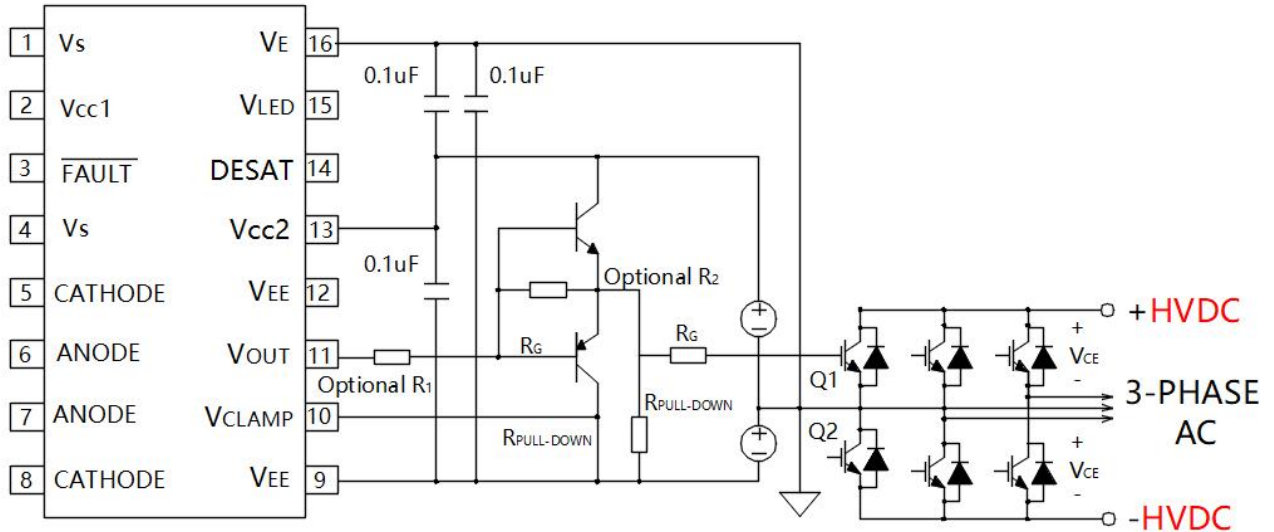 1 Vs VE 16
0.1uF 0.1uF
2 Vcc1 VLED 15
3 FAULT DESAT 14
4 Vs Vcc2 13
0.1uF
Optional R2
5 CATHODE VEE 12
+HVDC
+
VCE
-
6 ANODE VOUT 11
RG
RG
Q1
Optional R1
3-PHASE
AC
7 ANODE VCLAMP 10
RPULL-DOWN
RPULL-DOWN
Q2
+
VCE
-
8 CATHODE VEE 9
-HVDC
+
−
+
−